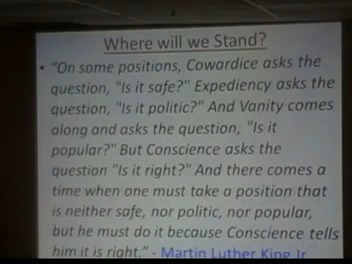 Where will we Stand?
• "On some positions, Cowardice asks the
question, "Is it safe?" Expediency asks the
question, "Is it politic?" And Vanity comes
along and asks the question, "Is it
popular?" But Conscience asks the
question "Is it right?" And there comes a
time when one must take a position that
is neither safe, nor politic, nor popular,
but he must do it because Conscience tells
him it is right." - Martin Luther King Jr